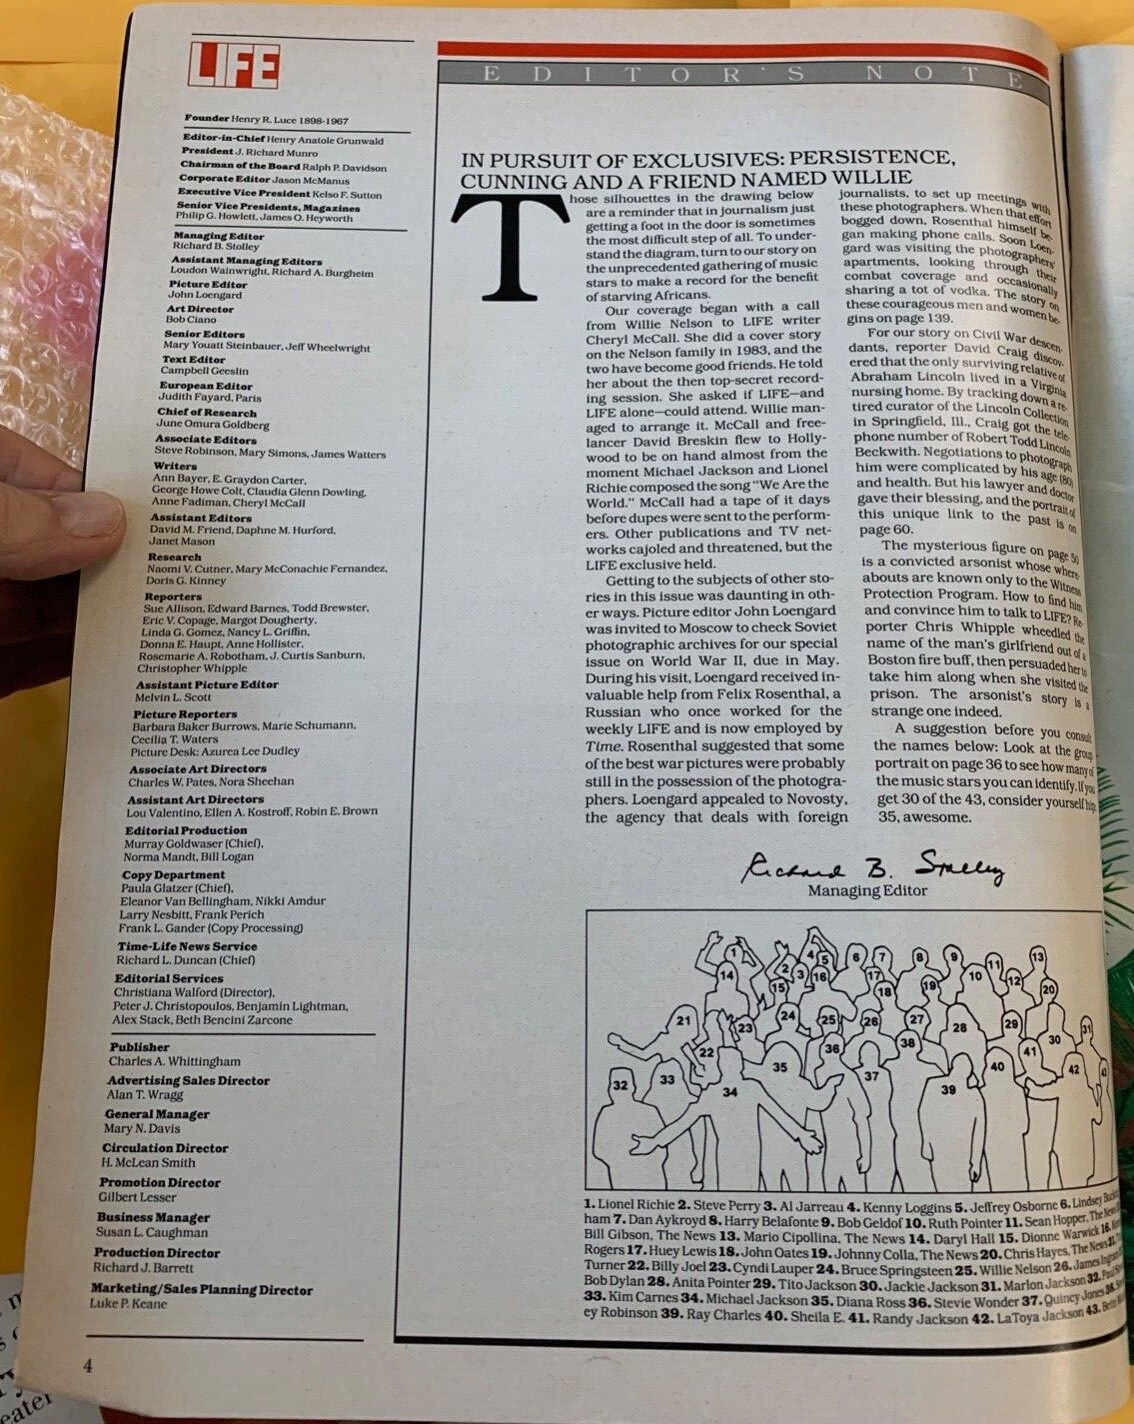 LIFE
Founder Henry R. Luce 1898-1967
Editor-in-Chief Henry Anatole Grunwald
President J. Richard Munro
Chairman of the Board Ralph P. Davidson
Corporate Editor Jason McManus
Executive Vice President Kelso F. Sutton
Senior Vice Presidents, Magazines
Philip G. Howlett, James O. Heyworth
Managing Editor
Richard B. Stolley
Assistant Managing Editors
Loudon Wainwright, Richard A. Burgheim
Picture Editor
John Loengard
Art Director
Bob Ciano
Senior Editors
Mary Youatt Steinbauer, Jeff Wheelwright
Text Editor
Campbell Geeslin
European Editor
Judith Fayard, Paris
Chief of Research
June Omura Goldberg
Associate Editors
Steve Robinson, Mary Simons, James Watters
Writers
Ann Bayer, E. Graydon Carter,
George Howe Colt, Claudia Glenn Dowling,
Anne Fadiman, Cheryl McCall
Assistant Editors
David M. Friend, Daphne M. Hurford,
Janet Mason
Research
Naomi V. Cutner, Mary McConachie Fernandez,
Doris G. Kinney
Reporters
Sue Allison, Edward Barnes, Todd Brewster,
Eric V. Copage, Margot Dougherty,
Linda G. Gomez, Nancy L. Griffin,
Donna E. Haupt, Anne Hollister,
Rosemarie A. Robotham, J. Curtis Sanburn,
Christopher Whipple
Assistant Picture Editor
Melvin L. Scott
Picture Reporters
Barbara Baker Burrows, Marie Schumann,
Cecilia T. Waters
Picture Desk: Azurea Lee Dudley
Associate Art Directors
Charles W. Pates, Nora Sheehan
Assistant Art Directors
Lou Valentino, Ellen A. Kostroff, Robin E. Brown
Editorial Production
Murray Goldwaser (Chief),
Norma Mandt, Bill Logan
Copy Department
Paula Glatzer (Chief),
Eleanor Van Bellingham, Nikki Amdur
Larry Nesbitt, Frank Perich
Frank L. Gander (Copy Processing)
Time-Life News Service
Richard L. Duncan (Chief)
Editorial Services
Christiana Walford (Director),
Peter J. Christopoulos, Benjamin Lightman,
Alex Stack, Beth Bencini Zarcone
Publisher
Charles A. Whittingham
Advertising Sales Director
Alan T. Wragg
General Manager
Mary N. Davis
Circulation Director
H. McLean Smith
Promotion Director
Gilbert Lesser
Business Manager
Susan L. Caughman
Production Director
Richard J. Barrett
Marketing/Sales Planning Director
Luke P. Keane
4
EDITOR'S NOTE
IN PURSUIT OF EXCLUSIVES: PERSISTENCE,
CUNNING AND A FRIEND NAMED WILLIE
Those silhouettes in the drawing below
are a reminder that in journalism just
getting a foot in the door is sometimes
the most difficult step of all. To under-
stand the diagram, turn to our story on
the unprecedented gathering of music
stars to make a record for the benefit
of starving Africans.
Our coverage began with a call
from Willie Nelson to LIFE writer
Cheryl McCall. She did a cover story
on the Nelson family in 1983, and the
two have become good friends. He told
her about the then top-secret record-
ing session. She asked if LIFE—and
LIFE alone—could attend. Willie man-
aged to arrange it. McCall and free-
lancer David Breskin flew to Holly-
wood to be on hand almost from the
moment Michael Jackson and Lionel
Richie composed the song "We Are the
World." McCall had a tape of it days
before dupes were sent to the perform-
ers. Other publications and TV net-
works cajoled and threatened, but the
LIFE exclusive held.
Getting to the subjects of other sto-
ries in this issue was daunting in oth-
er ways. Picture editor John Loengard
was invited to Moscow to check Soviet
photographic archives for our special
issue on World War II, due in May.
During his visit, Loengard received in-
valuable help from Felix Rosenthal, a
Russian who once worked for the
weekly LIFE and is now employed by
Time. Rosenthal suggested that some
of the best war pictures were probably
still in the possession of the photogra-
phers. Loengard appealed to Novosty,
the agency that deals with foreign
journalists, to set up meetings with
these photographers. When that effort
bogged down, Rosenthal himself be-
gan making phone calls. Soon Loen-
gard was visiting the photographers'
apartments, looking through their
combat coverage and occasionally
sharing a tot of vodka. The story on
these courageous men and women be-
gins on page 139.
For our story on Civil War descen-
dants, reporter David Craig discov-
ered that the only surviving relative of
Abraham Lincoln lived in a Virginia
nursing home. By tracking down a re-
tired curator of the Lincoln Collection
in Springfield, Ill., Craig got the tele-
phone number of Robert Todd Lincoln
Beckwith. Negotiations to photograph
him were complicated by his age (80)
and health. But his lawyer and doctor
gave their blessing, and the portrait of
this unique link to the past is on
page 60.
The mysterious figure on page 50
is a convicted arsonist whose where-
abouts are known only to the Witness
Protection Program. How to find him
and convince him to talk to LIFE? Re-
porter Chris Whipple wheedled the
name of the man's girlfriend out of a
Boston fire buff, then persuaded her to
take him along when she visited the
prison. The arsonist's story is a
strange one indeed.
A suggestion before you consult
the names below: Look at the group
portrait on page 36 to see how many of
the music stars you can identify. If you
get 30 of the 43, consider yourself hip;
35, awesome.
Richard B. Stolley
Managing Editor
1 2 3 4 5 6 7 8 9 10 11 12 13
14 15 16 17 18 19 20
21 22 23 24 25 26 27 28 29 30 31
32 33 34 35 36 37 38 39 40 41 42 43
1. Lionel Richie 2. Steve Perry 3. Al Jarreau 4. Kenny Loggins 5. Jeffrey Osborne 6. Lindsey
ham 7. Dan Aykroyd 8. Harry Belafonte 9. Bob Geldof 10. Ruth Pointer 11. Sean Hopper, The
Bill Gibson, The News 13. Mario Cipollina, The News 14. Daryl Hall 15. Dionne Warwick 16.
Rogers 17. Huey Lewis 18. John Oates 19. Johnny Colla, The News 20. Chris Hayes, The News 21.
Turner 22. Billy Joel 23. Cyndi Lauper 24. Bruce Springsteen 25. Willie Nelson 26. James Ingram
Bob Dylan 28. Anita Pointer 29. Tito Jackson 30. Jackie Jackson 31. Marlon Jackson 32.
33. Kim Carnes 34. Michael Jackson 35. Diana Ross 36. Stevie Wonder 37. Quincy Jones 38.
ey Robinson 39. Ray Charles 40. Sheila E. 41. Randy Jackson 42. LaToya Jackson 43.